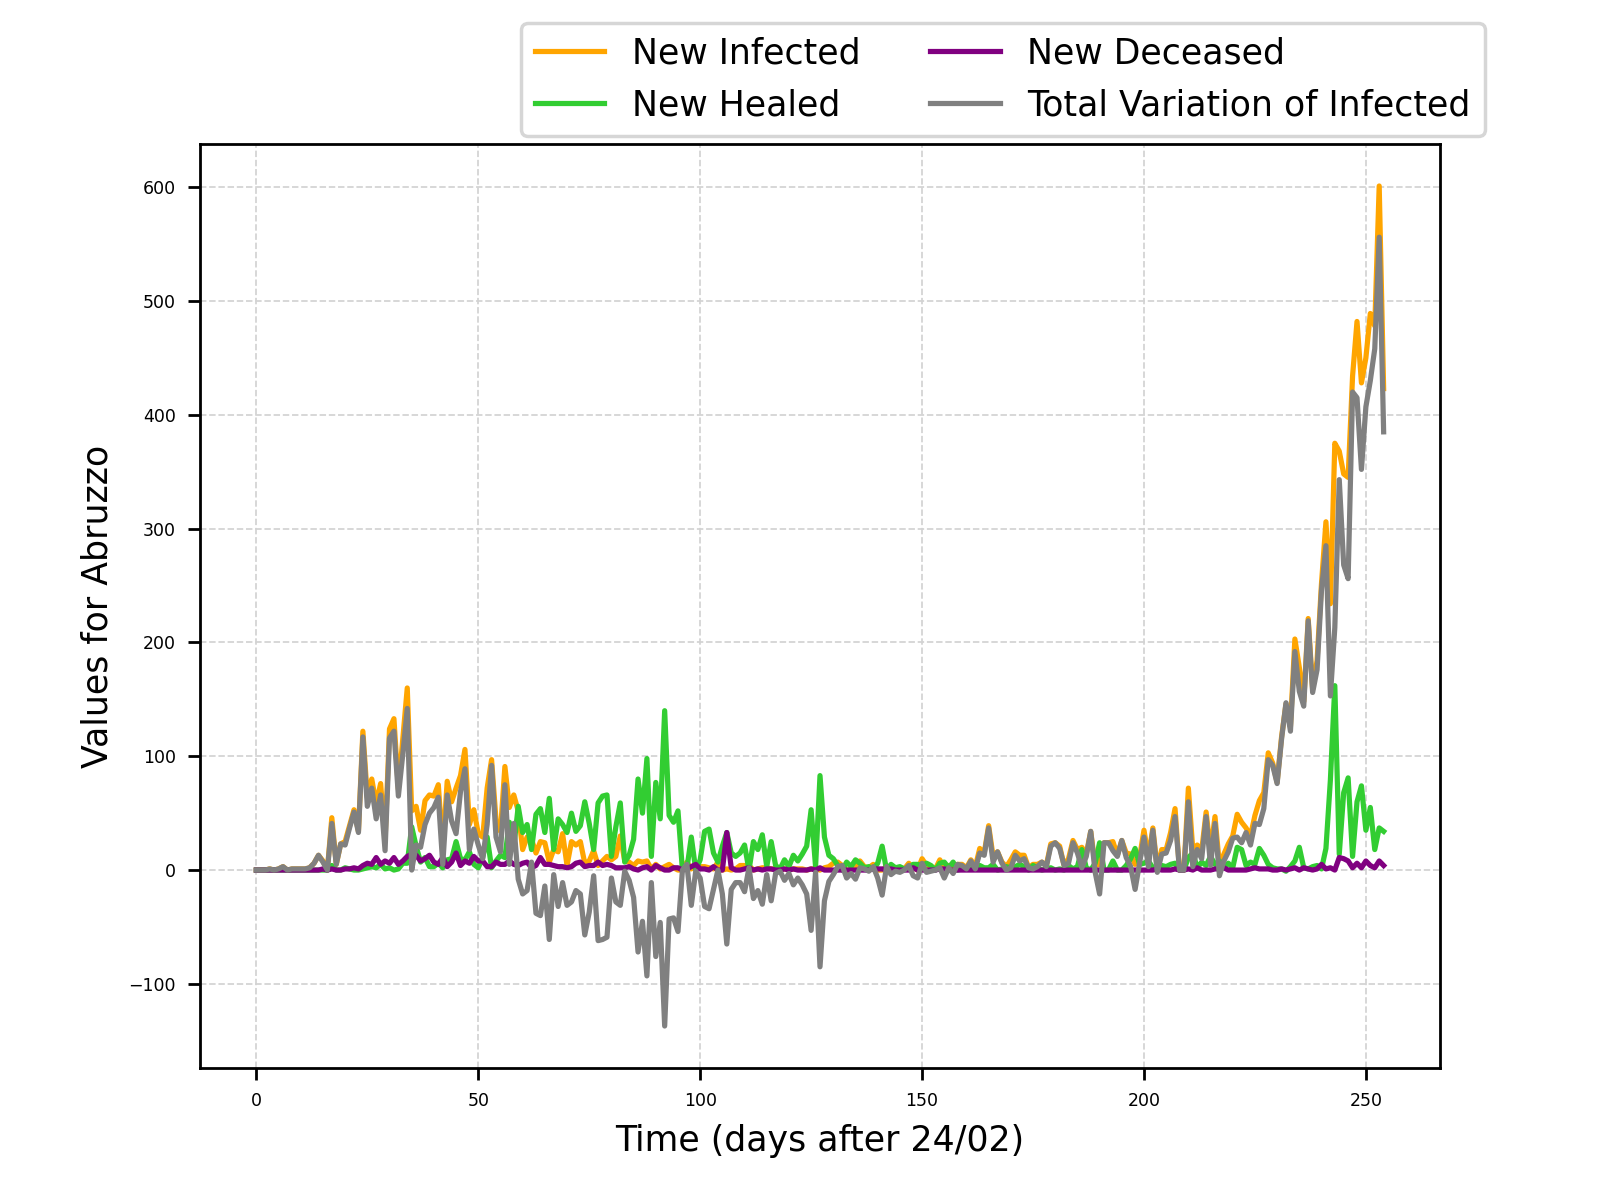 New Infected
New Healed
New Deceased
Total Variation of Infected
600
500
400
300
200
100
0
−100
Values for Abruzzo
0 50 100 150 200 250
Time (days after 24/02)